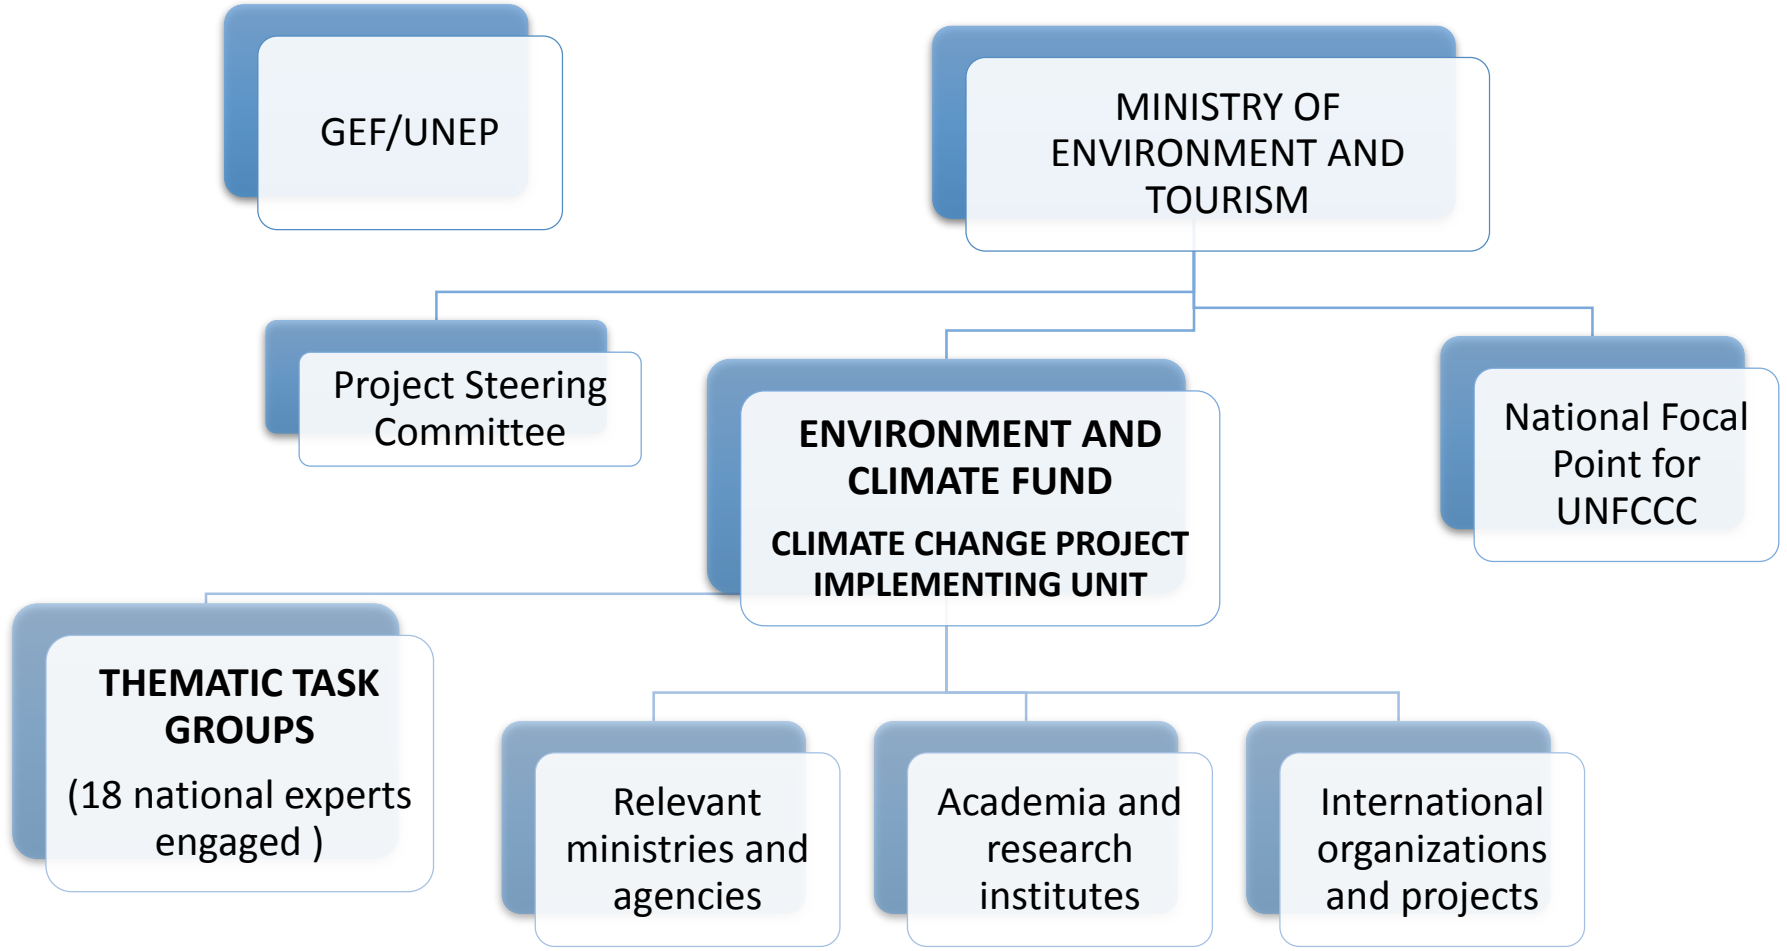 GEF/UNEP
MINISTRY OF
ENVIRONMENT AND
TOURISM
Project Steering
Committee
ENVIRONMENT AND
CLIMATE FUND
CLIMATE CHANGE PROJECT
IMPLEMENTING UNIT
National Focal
Point for
UNFCCC
THEMATIC TASK
GROUPS
(18 national experts
engaged )
Relevant
ministries and
agencies
Academia and
research
institutes
International
organizations
and projects